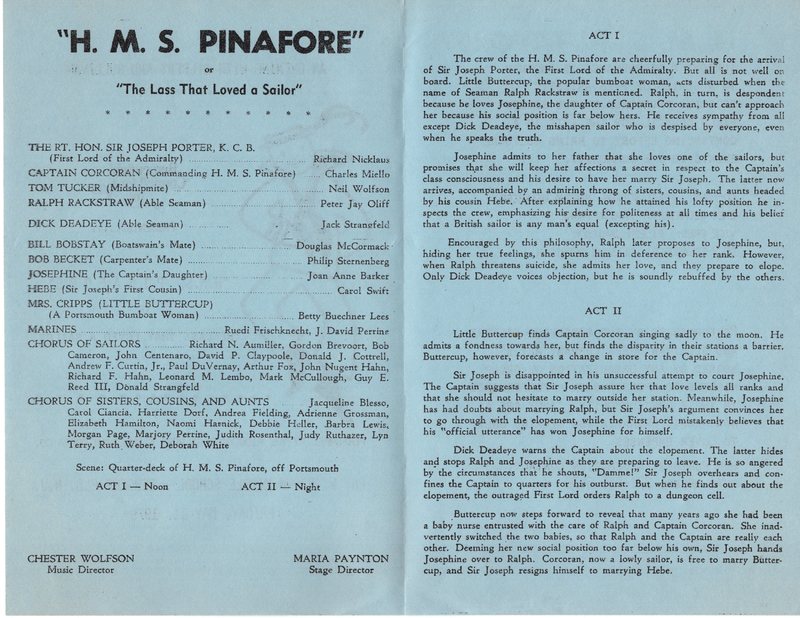 "H. M. S. PINAFORE"
or
"The Lass That Loved a Sailor"
* * * * * * * * * * *
THE RT. HON. SIR JOSEPH PORTER, K. C. B.
(First Lord of the Admiralty) Richard Nicklaus
CAPTAIN CORCORAN (Commanding H. M. S. Pinafore) Charles Miello
TOM TUCKER (Midshipmite) Neil Wolfson
RALPH RACKSTRAW (Able Seaman) Peter Jay Oliff
DICK DEADEYE (Able Seaman) Jack Strangfeld
BILL BOBSTAY (Boatswain's Mate) Douglas McCormack
BOB BECKET (Carpenter's Mate) Philip Sternenberg
JOSEPHINE (The Captain's Daughter) Joan Anne Barker
HEBE (Sir Joseph's First Cousin) Carol Swift
MRS. CRIPPS (LITTLE BUTTERCUP)
(A Portsmouth Bumboat Woman) Betty Buechner Lees
MARINES Ruedi Frischknecht, J. David Perrine
CHORUS OF SAILORS Richard N. Aumiller, Gordon Brevoort, Bob
Cameron, John Centenaro, David P. Claypoole, Donald J. Cottrell,
Andrew F. Curtin, Jr., Paul DuVernay, Arthur Fox, John Nugent Hahn,
Richard F. Hahn, Leonard M. Lembo, Mark McCullough, Guy E.
Reed III, Donald Strangfeld
CHORUS OF SISTERS, COUSINS, AND AUNTS Jacqueline Blesso,
Carol Ciancia, Harriette Dorf, Andrea Fielding, Adrienne Grossman,
Elizabeth Hamilton, Naomi Harnick, Debbie Heller, Barbra Lewis,
Morgan Page, Marjory Perrine, Judith Rosenthal, Judy Ruthazer, Lyn
Terry, Ruth Weber, Deborah White
Scene: Quarter-deck of H. M. S. Pinafore, off Portsmouth
ACT I — Noon ACT II — Night
CHESTER WOLFSON MARIA PAYNTON
Music Director Stage Director
ACT I
The crew of the H. M. S. Pinafore are cheerfully preparing for the arrival
of Sir Joseph Porter, the First Lord of the Admiralty. But all is not well on
board. Little Buttercup, the popular bumboat woman, acts disturbed when the
name of Seaman Ralph Rackstraw is mentioned. Ralph, in turn, is despondent
because he loves Josephine, the daughter of Captain Corcoran, but can't approach
her because his social position is far below hers. He receives sympathy from all
except Dick Deadeye, the misshapen sailor who is despised by everyone, even
when he speaks the truth.
Josephine admits to her father that she loves one of the sailors, but
promises that she will keep her affections a secret in respect to the Captain's
class consciousness and his desire to have her marry Sir Joseph. The latter now
arrives, accompanied by an admiring throng of sisters, cousins, and aunts headed
by his cousin Hebe. After explaining how he attained his lofty position he in-
spects the crew, emphasizing his desire for politeness at all times and his belief
that a British sailor is any man's equal (excepting his).
Encouraged by this philosophy, Ralph later proposes to Josephine, but,
hiding her true feelings, she spurns him in deference to her rank. However,
when Ralph threatens suicide, she admits her love, and they prepare to elope.
Only Dick Deadeye voices objection, but he is soundly rebuffed by the others.
ACT II
Little Buttercup finds Captain Corcoran singing sadly to the moon. He
admits a fondness towards her, but finds the disparity in their stations a barrier.
Buttercup, however, forecasts a change in store for the Captain.
Sir Joseph is disappointed in his unsuccessful attempt to court Josephine.
The Captain suggests that Sir Joseph assure her that love levels all ranks and
that she should not hesitate to marry outside her station. Meanwhile, Josephine
has had doubts about marrying Ralph, but Sir Joseph's argument convinces her
to go through with the elopement, while the First Lord mistakenly believes that
his "official utterance" has won Josephine for himself.
Dick Deadeye warns the Captain about the elopement. The latter hides
and stops Ralph and Josephine as they are preparing to leave. He is so angered
by the circumstances that he shouts, "Damme!" Sir Joseph overhears and con-
fines the Captain to quarters for his outburst. But when he finds out about the
elopement, the outraged First Lord orders Ralph to a dungeon cell.
Buttercup now steps forward to reveal that many years ago she had been
a baby nurse entrusted with the care of Ralph and Captain Corcoran. She inad-
vertently switched the two babies, so that Ralph and the Captain are really each
other. Deeming her new social position too far below his own, Sir Joseph hands
Josephine over to Ralph. Corcoran, now a lowly sailor, is free to marry Butter-
cup, and Sir Joseph resigns himself to marrying Hebe.